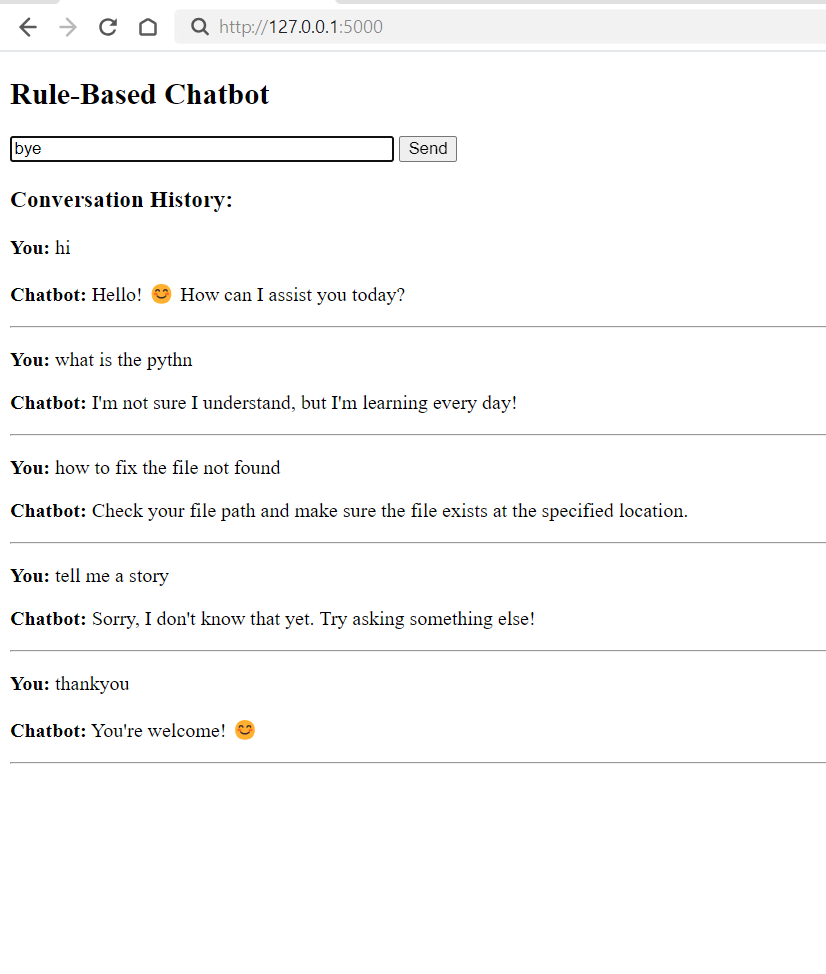 http://127.0.0.1:5000
Rule-Based Chatbot
bye Send
Conversation History:
You: hi
Chatbot: Hello! 😊 How can I assist you today?
You: what is the pythn
Chatbot: I'm not sure I understand, but I'm learning every day!
You: how to fix the file not found
Chatbot: Check your file path and make sure the file exists at the specified location.
You: tell me a story
Chatbot: Sorry, I don't know that yet. Try asking something else!
You: thankyou
Chatbot: You're welcome! 😊